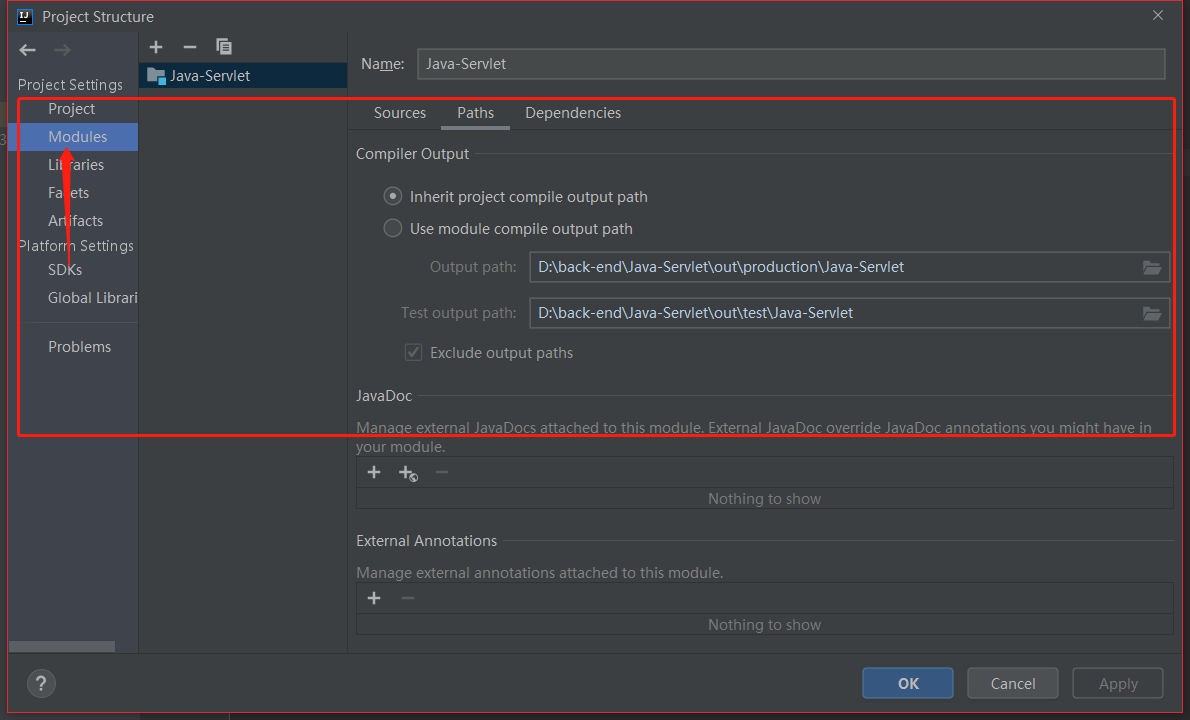 Project Structure
Project Settings
Project
Modules
Libraries
Facets
Artifacts
Platform Settings
SDKs
Global Librari
Problems
Java-Servlet
Name: Java-Servlet
Sources Paths Dependencies
Compiler Output
Inherit project compile output path
Use module compile output path
Output path: D:\back-end\Java-Servlet\out\production\Java-Servlet
Test output path: D:\back-end\Java-Servlet\out\test\Java-Servlet
Exclude output paths
JavaDoc
Manage external JavaDocs attached to this module. External JavaDoc override JavaDoc annotations you might have in
your module.
Nothing to show
External Annotations
Manage external annotations attached to this module.
Nothing to show
? OK Cancel Apply